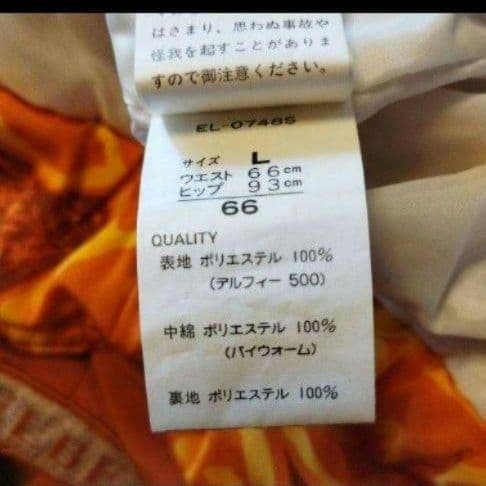 はさまり。思わぬ事故や
怪我を起すことがありま
すので御注意ください。
EL-0748S
サイズ L
ウエスト 66cm
ヒップ 93cm
66
QUALITY
表地 ポリエステル 100%
(デルフィー 500)
中綿 ポリエステル 100%
(バイウォーム)
裏地 ポリエステル 100%